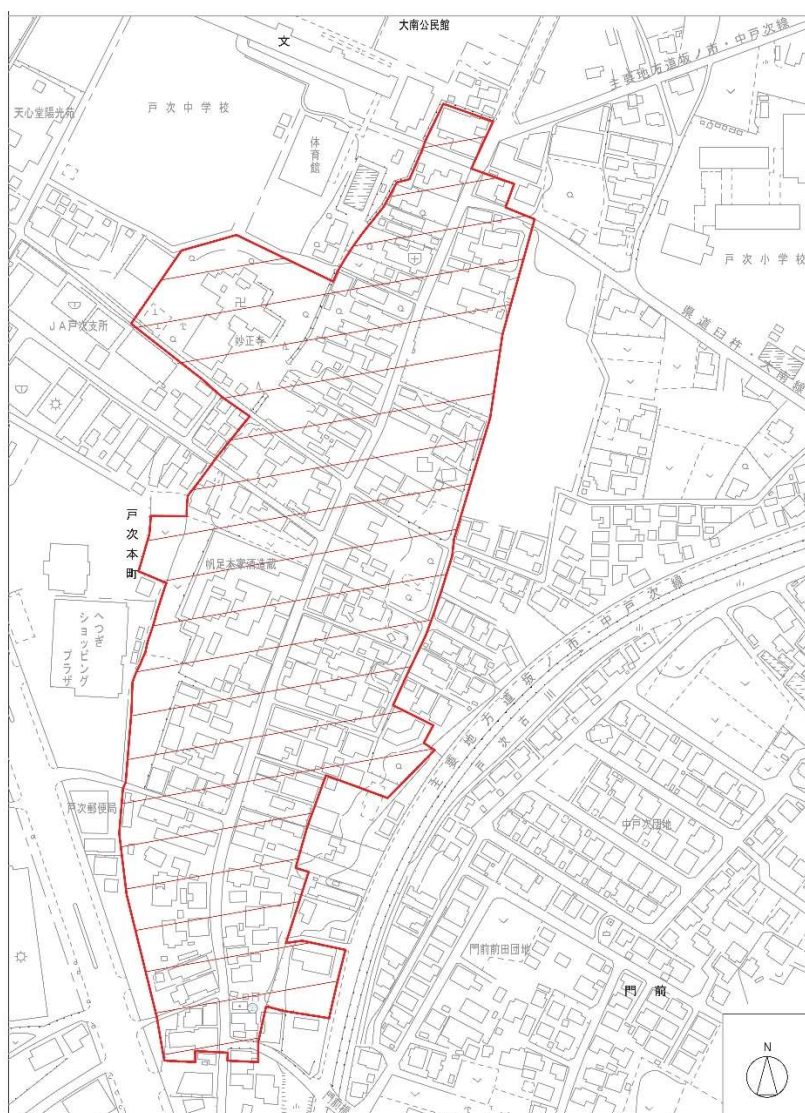 大南公民館
文
主要地方道坂ノ市・中戸次線
天心堂陽光苑
戸次中学校
体育館
戸次小学校
県道臼杵・大南線
JA戸次支所
卍
妙正寺
戸次本町
帆足本家酒造蔵
へつぎ
ショッピング
プラザ
主要地方道坂ノ市・中戸次線
戸次古川
戸次郵便局
中戸次団地
門前前田団地
門前
N